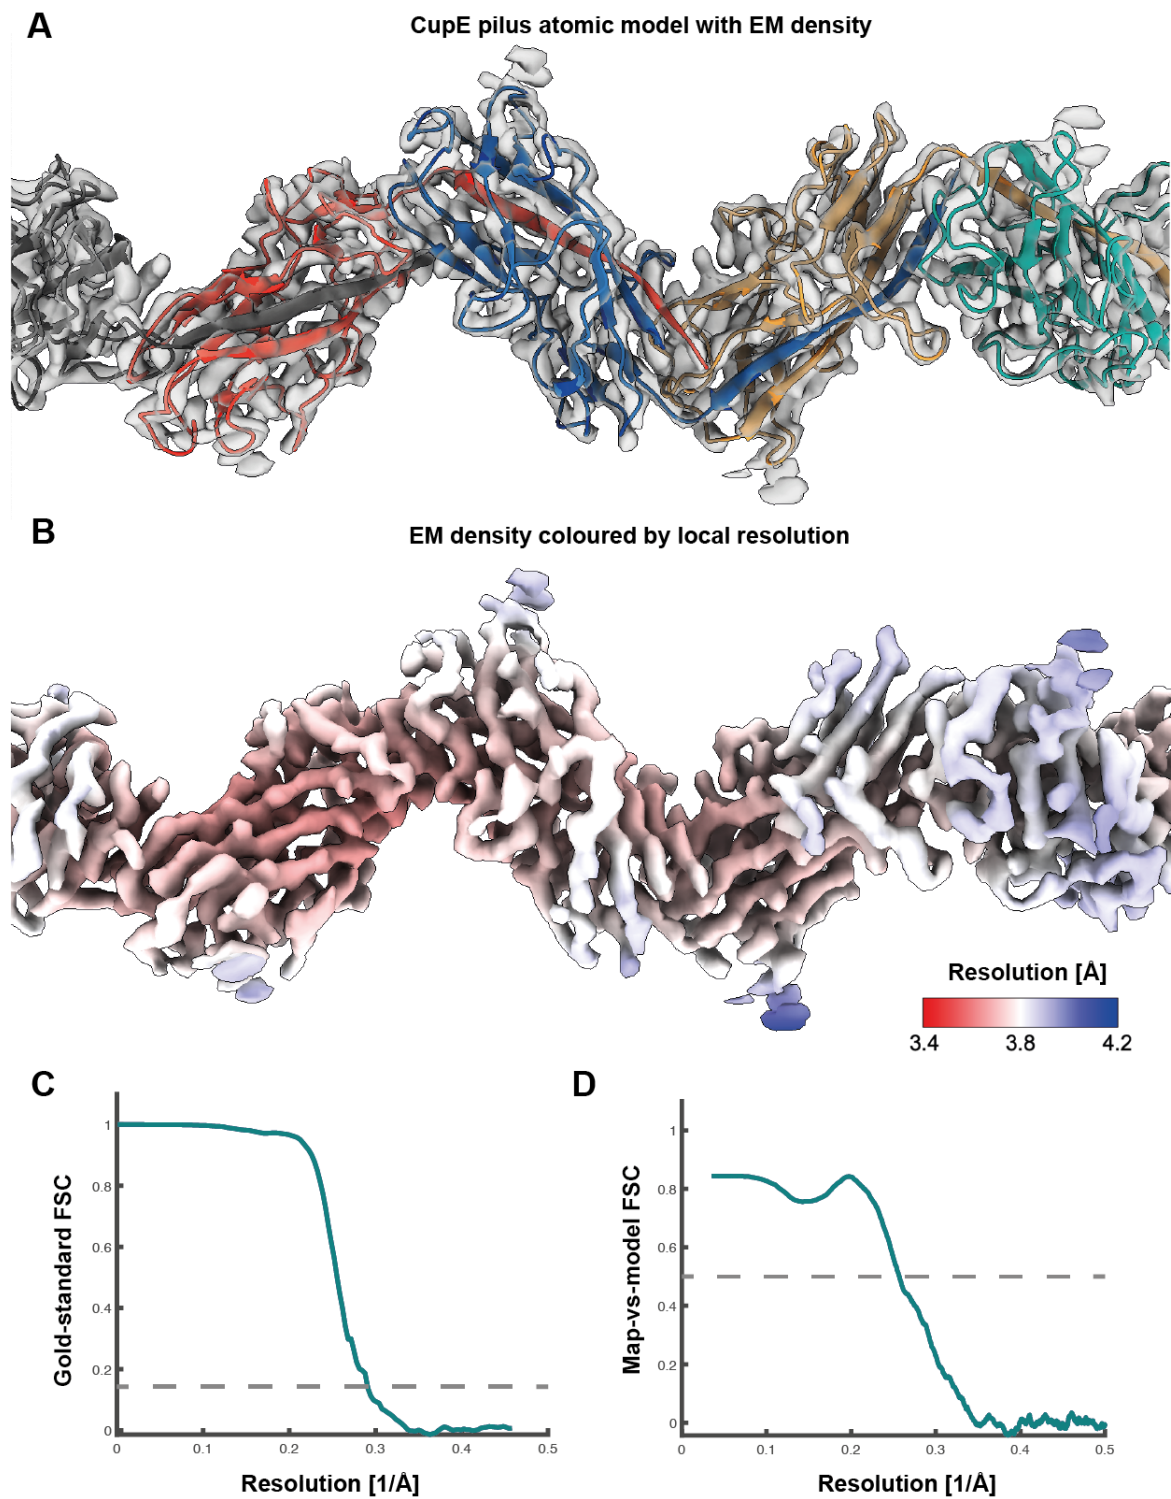 A
CupE pilus atomic model with EM density
B
EM density coloured by local resolution
Resolution [Å]
3.4 3.8 4.2
C
Gold-standard FSC
1
0.8
0.6
0.4
0.2
0
0 0.1 0.2 0.3 0.4 0.5
Resolution [1/Å]
D
Map-vs-model FSC
1
0.8
0.6
0.4
0.2
0
0 0.1 0.2 0.3 0.4 0.5
Resolution [1/Å]